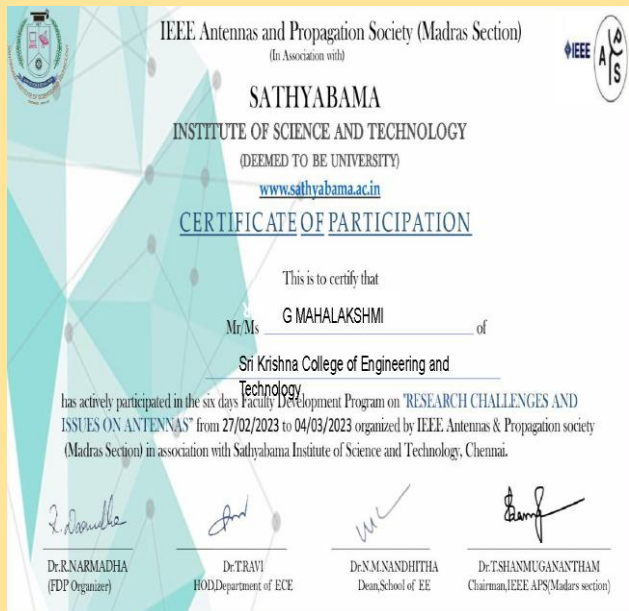 IEEE Antennas and Propagation Society (Madras Section)
(In Association with)
IEEE
APS
SATHYABAMA
INSTITUTE OF SCIENCE AND TECHNOLOGY
(DEEMED TO BE UNIVERSITY)
www.sathyabama.ac.in
CERTIFICATE OF PARTICIPATION
This is to certify that
Mr/Ms G MAHALAKSHMI of
Sri Krishna College of Engineering and
Technology
has actively participated in the six days Faculty Development Program on "RESEARCH CHALLENGES AND
ISSUES ON ANTENNAS" from 27/02/2023 to 04/03/2023 organized by IEEE Antennas & Propagation society
(Madras Section) in association with Sathyabama Institute of Science and Technology, Chennai.
Dr.R.NARMADHA
(FDP Organizer)
Dr.T.RAVI
HOD,Department of ECE
Dr.N.M.NANDHITHA
Dean,School of EE
Dr.T.SHANMUGANANTHAM
Chairman,IEEE APS(Madars section)